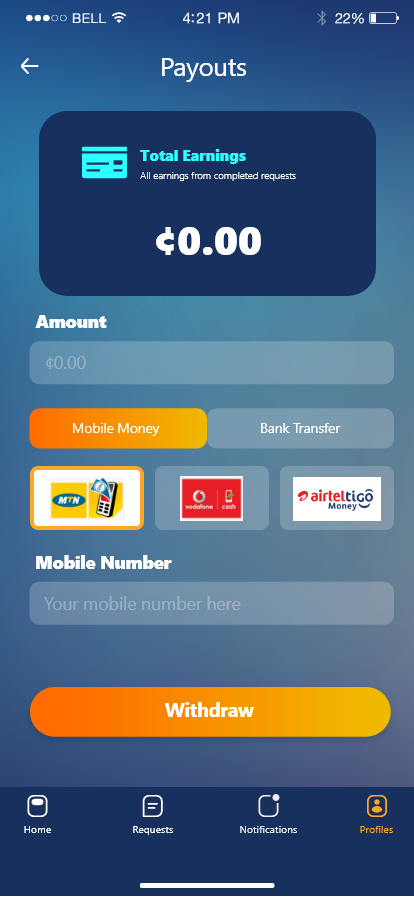 BELL 4:21 PM 22%
Payouts
Total Earnings
All earnings from completed requests
¢0.00
Amount
¢0.00
Mobile Money Bank Transfer
MTN vodafone cash airteltigo Money
Mobile Number
Your mobile number here
Withdraw
Home Requests Notifications Profiles